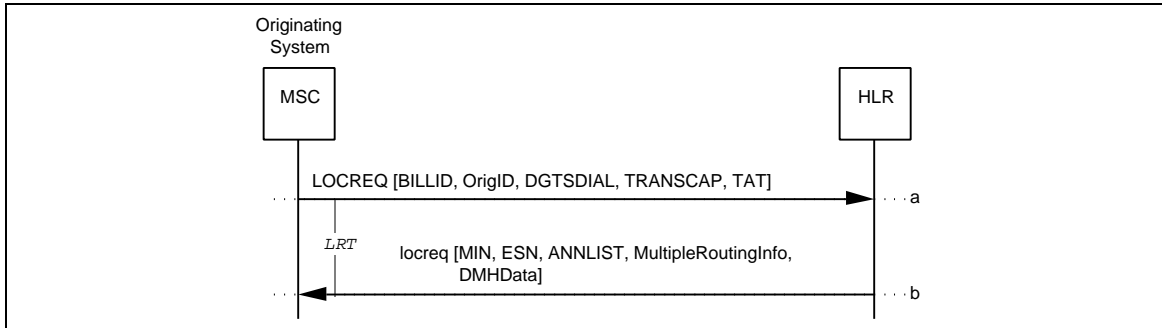 Originating
System
MSC
HLR
LOCREQ [BILLID, OrigID, DGTSDIAL, TRANSCAP, TAT]
a
LRT
locreq [MIN, ESN, ANNLIST, MultipleRoutingInfo,
DMHData]
b